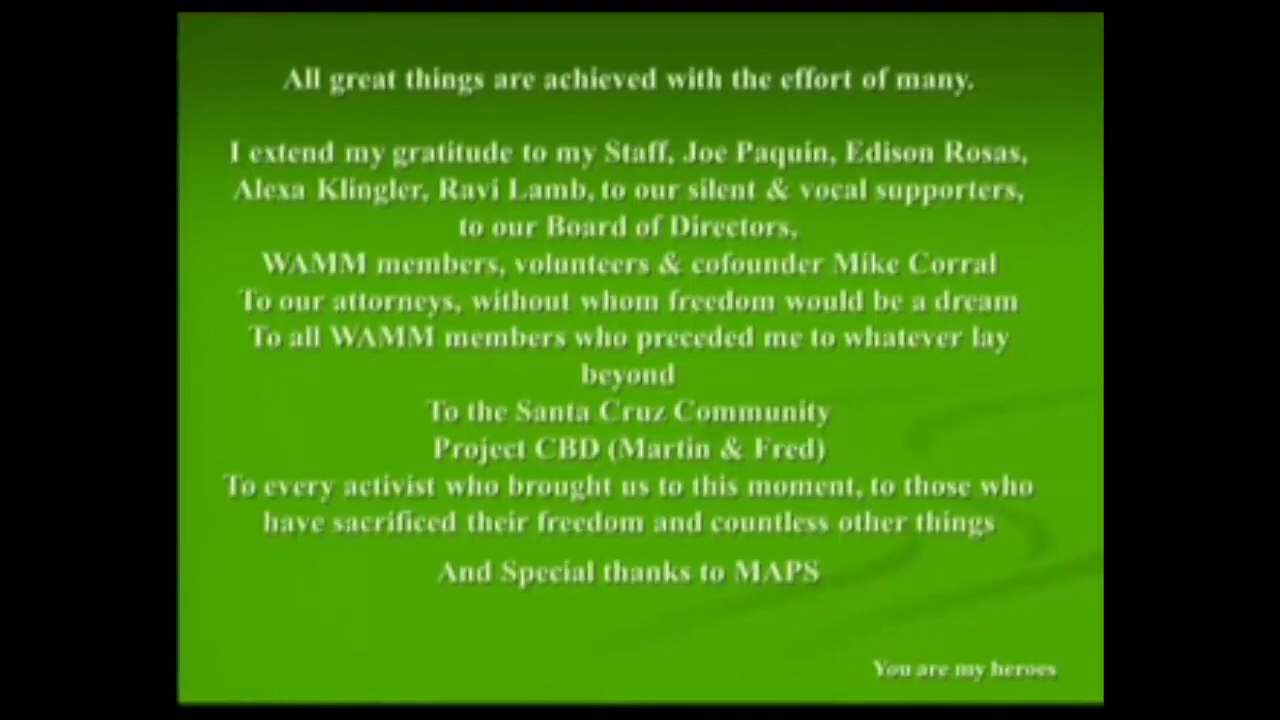 All great things are achieved with the effort of many.
I extend my gratitude to my Staff, Joe Paquin, Edison Rosas,
Alexa Klingler, Ravi Lamb, to our silent & vocal supporters,
to our Board of Directors,
WAMM members, volunteers & cofounder Mike Corral
To our attorneys, without whom freedom would be a dream
To all WAMM members who preceded me to whatever lay
beyond
To the Santa Cruz Community
Project CBD (Martin & Fred)
To every activist who brought us to this moment, to those who
have sacrificed their freedom and countless other things
And Special thanks to MAPS
You are my heroes